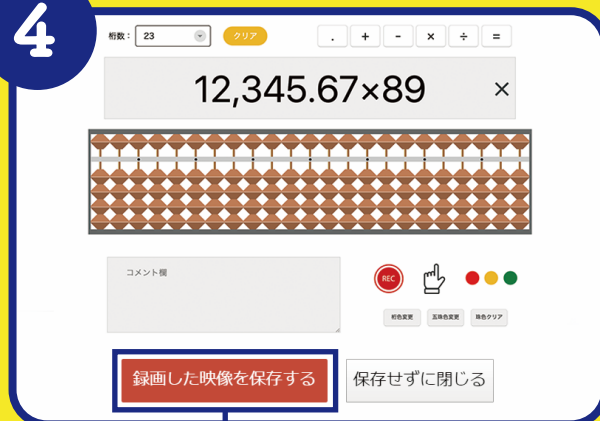 4
桁数： 23 クリア . + - × ÷ =
12,345.67×89 ×
コメント欄
REC
桁色変更 五珠色変更 珠色クリア
録画した映像を保存する 保存せずに閉じる